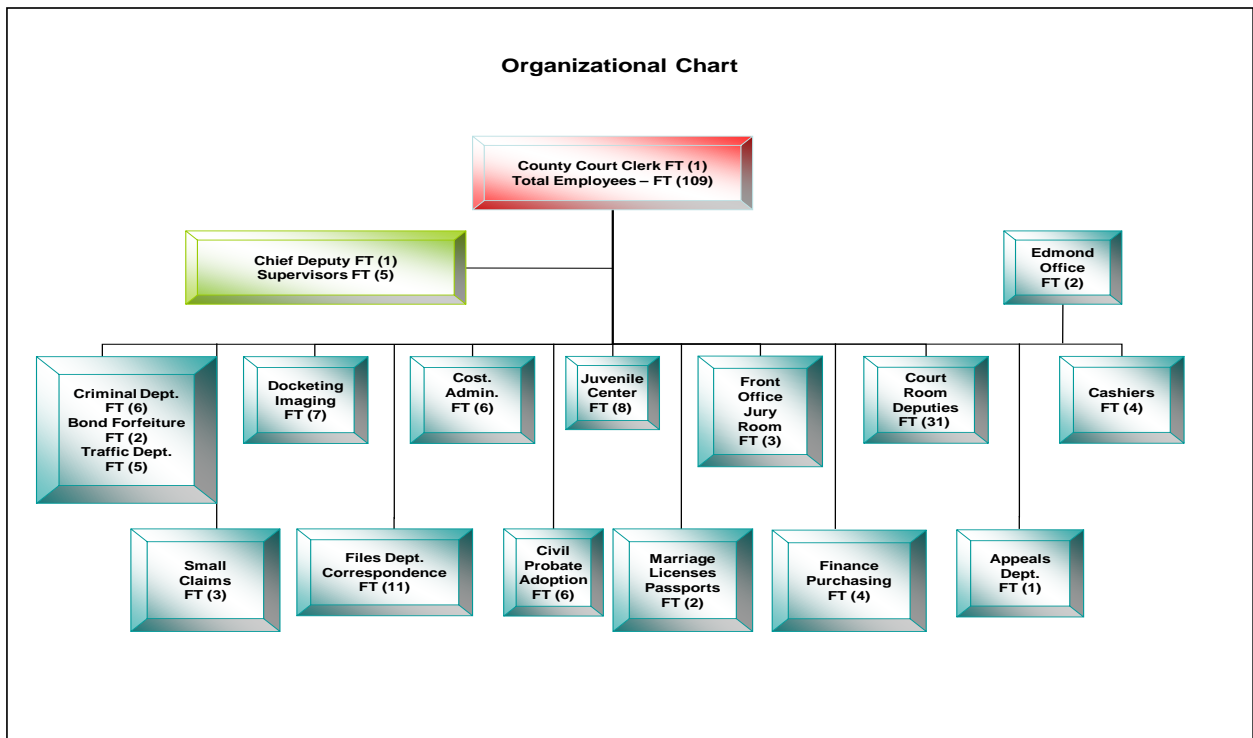 Organizational Chart
County Court Clerk FT (1)
Total Employees – FT (109)
Chief Deputy FT (1)
Supervisors FT (5)
Edmond
Office
FT (2)
Criminal Dept.
FT (6)
Bond Forfeiture
FT (2)
Traffic Dept.
FT (5)
Docketing
Imaging
FT (7)
Cost.
Admin.
FT (6)
Juvenile
Center
FT (8)
Front
Office
Jury
Room
FT (3)
Court
Room
Deputies
FT (31)
Cashiers
FT (4)
Small
Claims
FT (3)
Files Dept.
Correspondence
FT (11)
Civil
Probate
Adoption
FT (6)
Marriage
Licenses
Passports
FT (2)
Finance
Purchasing
FT (4)
Appeals
Dept.
FT (1)